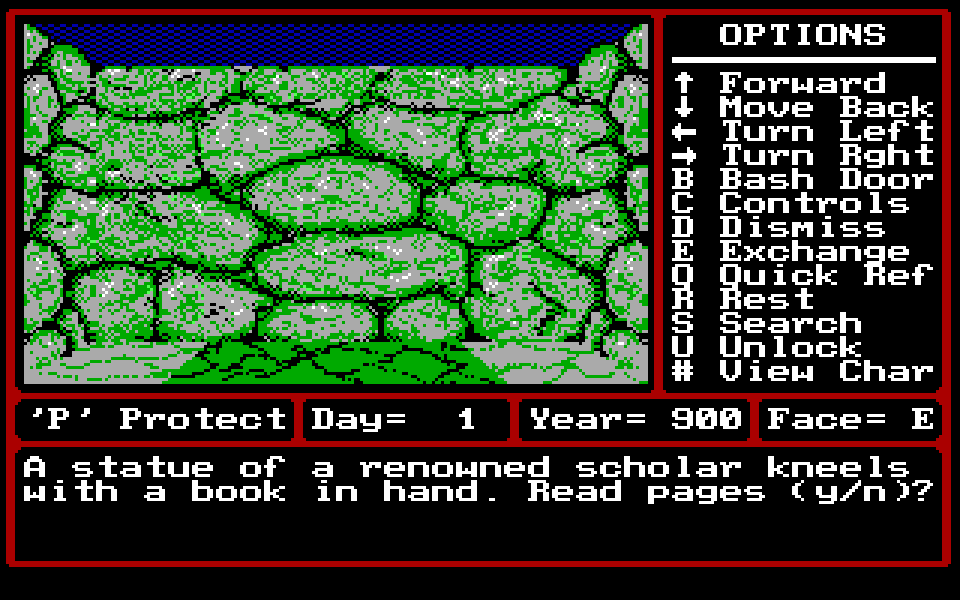 OPTIONS
↑ Forward
↓ Move Back
← Turn Left
→ Turn Rght
B Bash Door
C Controls
D Dismiss
E Exchange
Q Quick Ref
R Rest
S Search
U Unlock
# View Char
'P' Protect
Day= 1
Year= 900
Face= E
A statue of a renowned scholar kneels
with a book in hand. Read pages (y/n)?